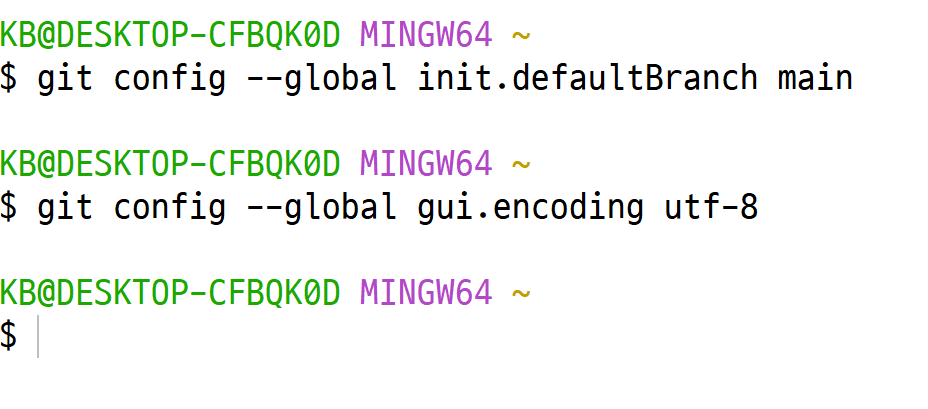 KB@DESKTOP-CFBQK0D MINGW64 ~
$ git config --global init.defaultBranch main
KB@DESKTOP-CFBQK0D MINGW64 ~
$ git config --global gui.encoding utf-8
KB@DESKTOP-CFBQK0D MINGW64 ~
$